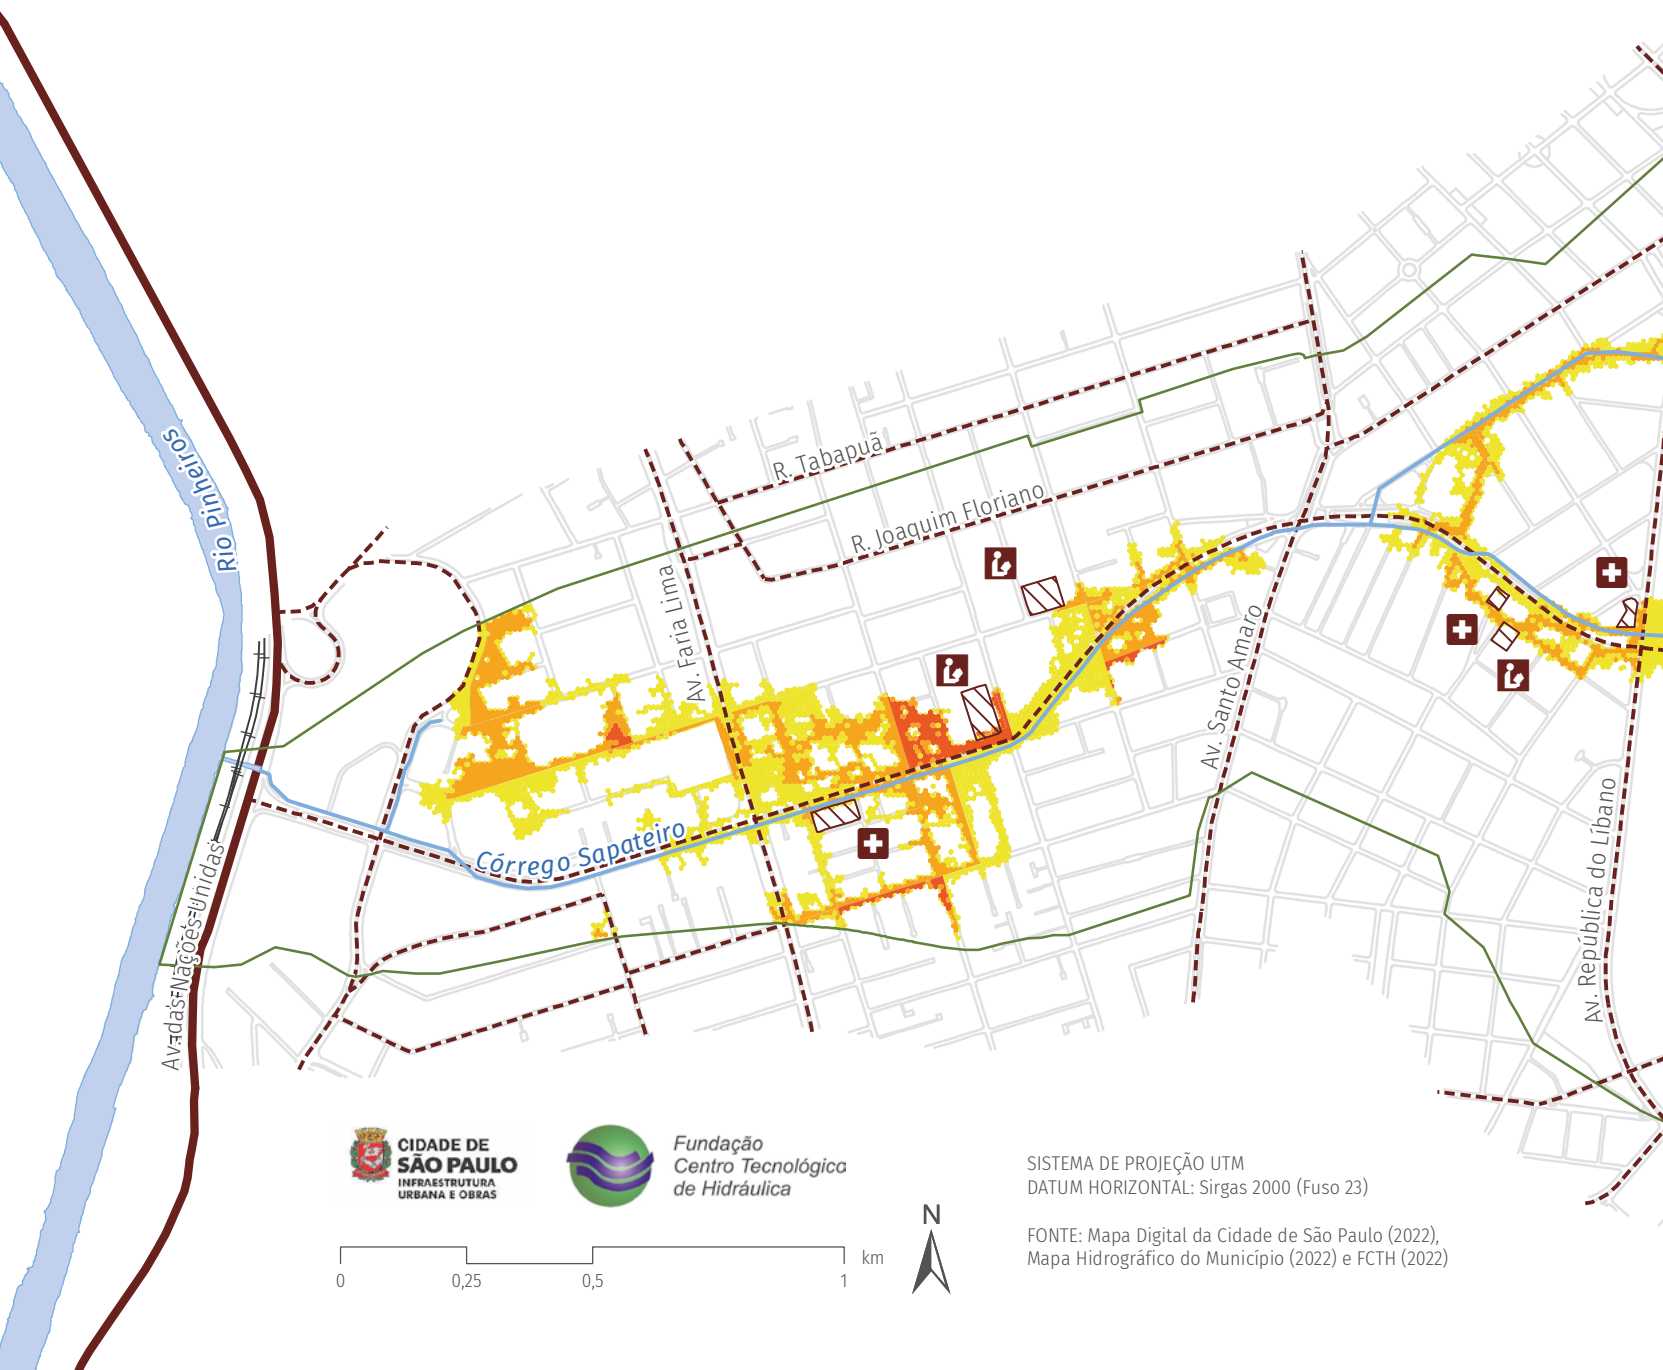 Rio Pinheiros
R. Tabapuã
R. Joaquim Floriano
Av. Faria Lima
Av. Santo Amaro
Av. República do Líbano
Córrego Sapateiro
Av. das Nações Unidas
CIDADE DE
SÃO PAULO
INFRAESTRUTURA
URBANA E OBRAS
Fundação
Centro Tecnológico
de Hidráulica
0 0,25 0,5 1 km
N
SISTEMA DE PROJEÇÃO UTM
DATUM HORIZONTAL: Sirgas 2000 (Fuso 23)
FONTE: Mapa Digital da Cidade de São Paulo (2022),
Mapa Hidrográfico do Município (2022) e FCTH (2022)